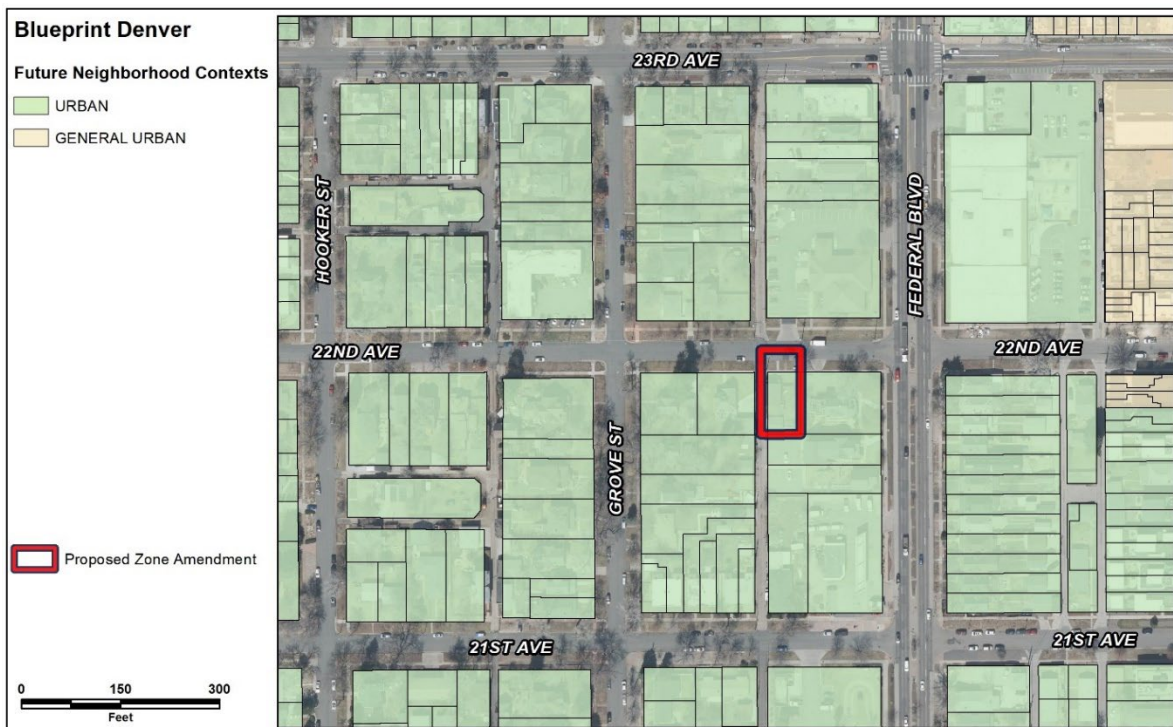 Blueprint Denver
Future Neighborhood Contexts
URBAN
GENERAL URBAN
Proposed Zone Amendment
0 150 300
Feet
23RD AVE
HOOKER ST
FEDERAL BLVD
22ND AVE
22ND AVE
GROVE ST
21ST AVE
21ST AVE